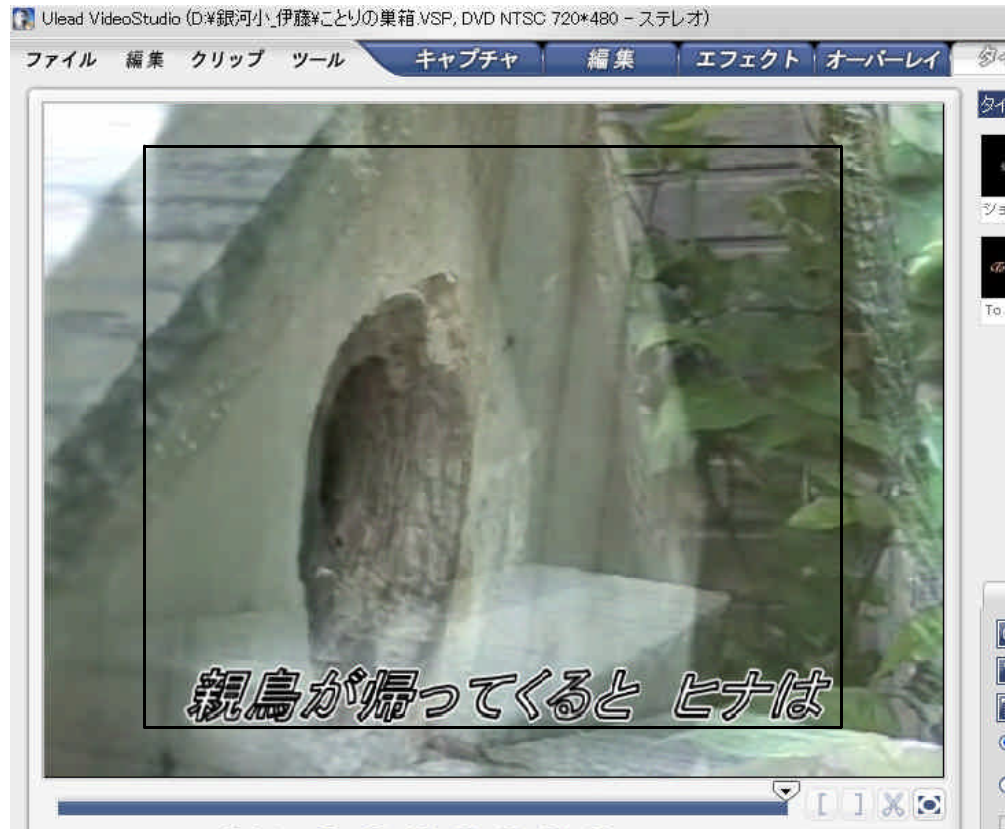 Ulead VideoStudio (D:¥銀河小_伊藤¥ことりの巣箱.VSP, DVD NTSC 720*480 - ステレオ)
ファイル 編集 クリップ ツール キャプチャ 編集 エフェクト オーバーレイ
ジョ
To
親鳥が帰ってくると ヒナは
[ ]